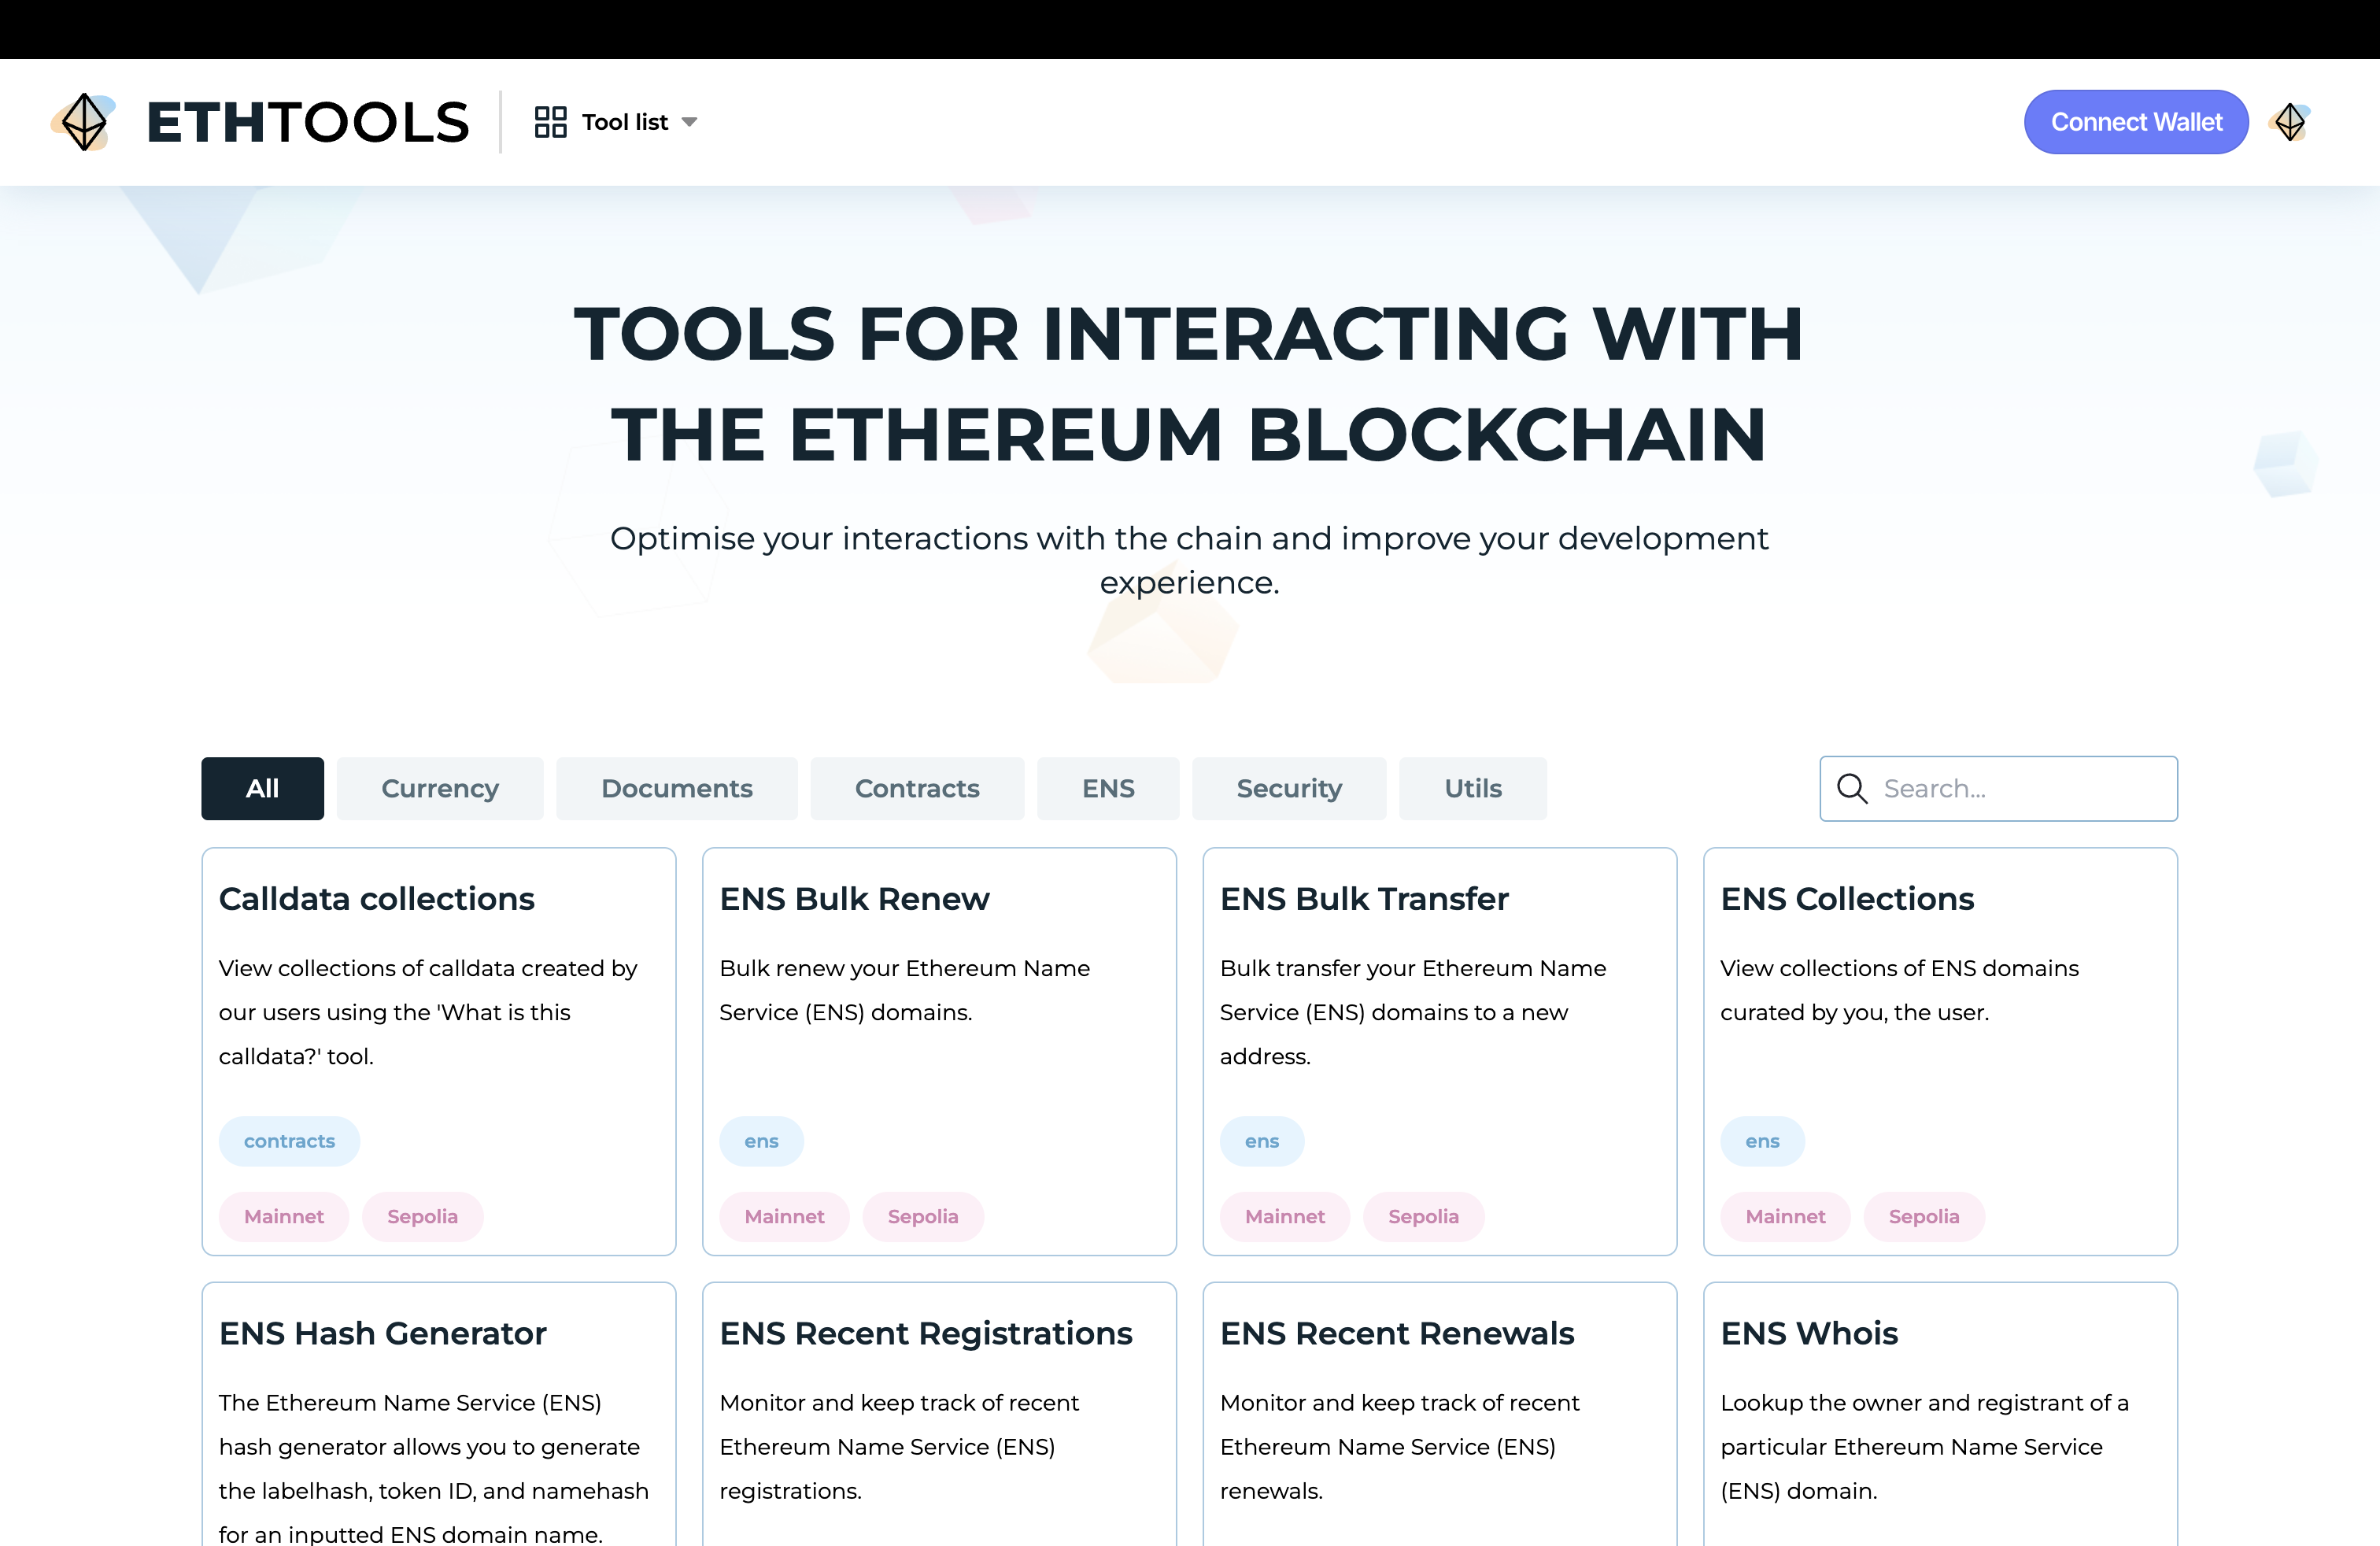 ETHTOOLS
Tool list
Connect Wallet
TOOLS FOR INTERACTING WITH
THE ETHEREUM BLOCKCHAIN
Optimise your interactions with the chain and improve your development
experience.
All
Currency
Documents
Contracts
ENS
Security
Utils
Search...
Calldata collections
View collections of calldata created by
our users using the 'What is this
calldata?' tool.
contracts
Mainnet
Sepolia
ENS Bulk Renew
Bulk renew your Ethereum Name
Service (ENS) domains.
ens
Mainnet
Sepolia
ENS Bulk Transfer
Bulk transfer your Ethereum Name
Service (ENS) domains to a new
address.
ens
Mainnet
Sepolia
ENS Collections
View collections of ENS domains
curated by you, the user.
ens
Mainnet
Sepolia
ENS Hash Generator
The Ethereum Name Service (ENS)
hash generator allows you to generate
the labelhash, token ID, and namehash
for an inputted ENS domain name.
ENS Recent Registrations
Monitor and keep track of recent
Ethereum Name Service (ENS)
registrations.
ENS Recent Renewals
Monitor and keep track of recent
Ethereum Name Service (ENS)
renewals.
ENS Whois
Lookup the owner and registrant of a
particular Ethereum Name Service
(ENS) domain.